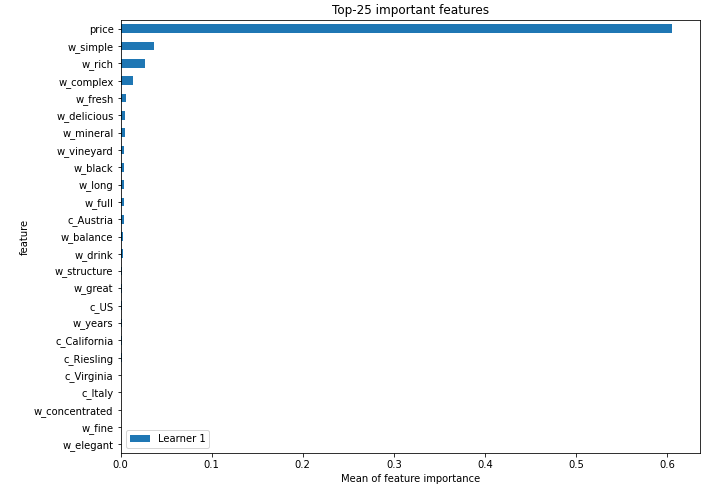 Top-25 important features
price
w_simple
w_rich
w_complex
w_fresh
w_delicious
w_mineral
w_vineyard
w_black
w_long
w_full
c_Austria
w_balance
w_drink
w_structure
w_great
c_US
w_years
c_California
c_Riesling
c_Virginia
c_Italy
w_concentrated
w_fine
w_elegant
feature
Learner 1
0.0 0.1 0.2 0.3 0.4 0.5 0.6
Mean of feature importance